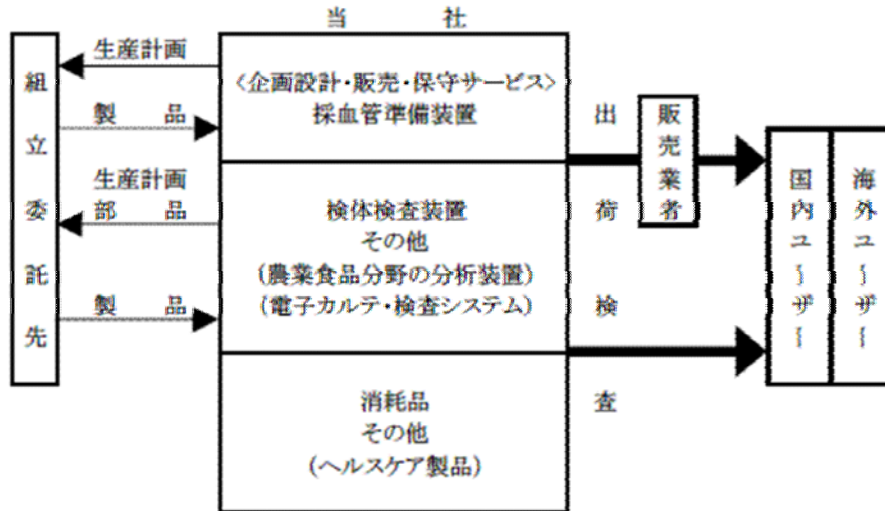 当　　社
組立委託先
生産計画
製　品
生産計画
部　品
製　品
〈企画設計・販売・保守サービス〉
採血管準備装置
検体検査装置
その他
(農業食品分野の分析装置)
(電子カルテ・検査システム)
消耗品
その他
(ヘルスケア製品)
出荷検査
販売業者
国内ユーザー
海外ユーザー